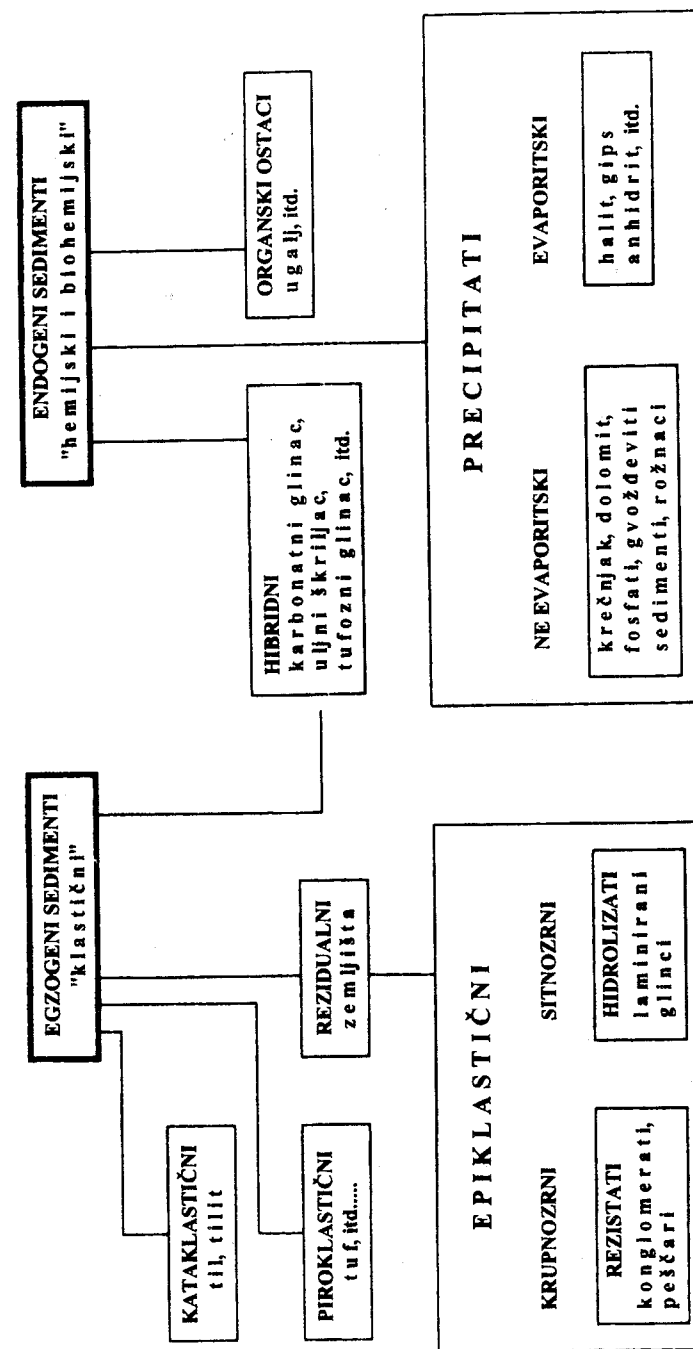 EGZOGENI SEDIMENTI
"klastični"
ENDOGENI SEDIMENTI
"hemijski i biohemijski"
KATAKLASTIČNI
til, tilit
PIROKLASTIČNI
tuf, itd.....
REZIDUALNI
zemljišta
HIBRIDNI
karbonatni glinac,
uljni škriljac,
tufozni glinac, itd.
ORGANSKI OSTACI
ugalj, itd.
EPIKLASTIČNI
KRUPNOZRNI
SITNOZRNI
REZISTATI
konglomerati,
peščari
HIDROLIZATI
laminirani
glinci
PRECIPITATI
NE EVAPORITSKI
EVAPORITSKI
krečnjak, dolomit,
fosfati, gvoždeviti
sedimenti, rožnaci
halit, gips
anhidrit, itd.